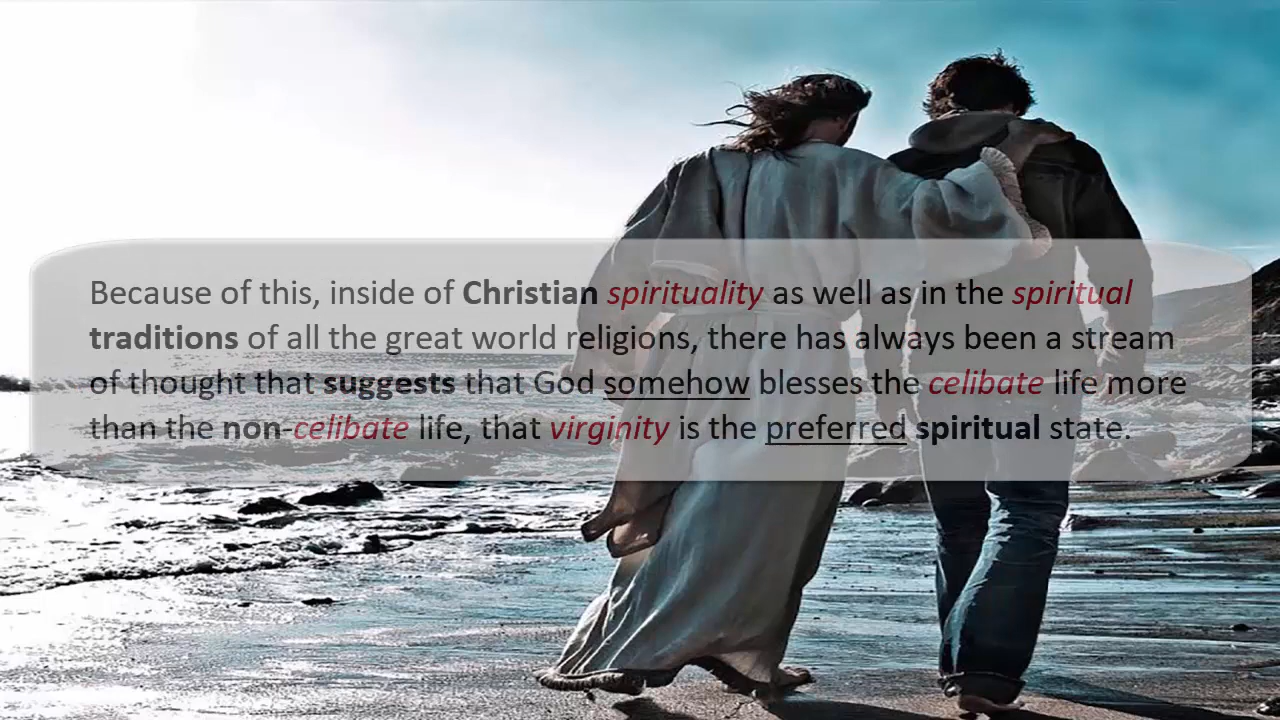 Because of this, inside of Christian spirituality as well as in the spiritual
traditions of all the great world religions, there has always been a stream
of thought that suggests that God somehow blesses the celibate life more
than the non-celibate life, that virginity is the preferred spiritual state.